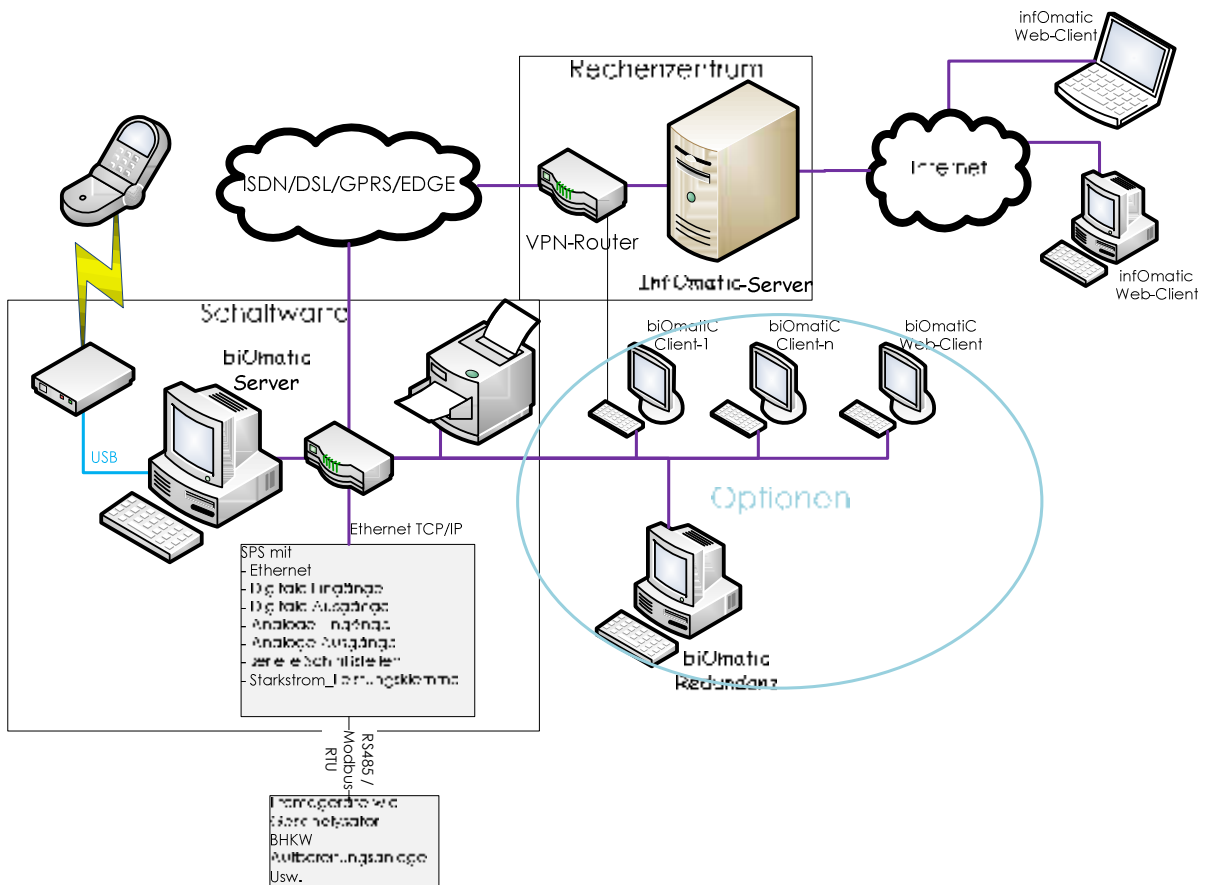 infOmatic
Web-Client
Rechenzentrum
ISDN/DSL/GPRS/EDGE
Internet
VPN-Router
InfOmatic-Server
infOmatic
Web-Client
Schaltwarte
biOmatic
Server
biOmatiC
Client-1
biOmatiC
Client-n
biOmatiC
Web-Client
USB
Optionen
Ethernet TCP/IP
SPS mit
- Ethernet
- Digitale Eingänge
- Digitale Ausgänge
- Analoge Eingänge
- Analoge Ausgänge
- serielle Schnittstellen
- Starkstrom_Leistungsklemme
biOmatic
Redundanz
RS485 /
Modbus
RTU
Fremdgeräte wie
BHKW
Aufbereitungsanlage
Usw.